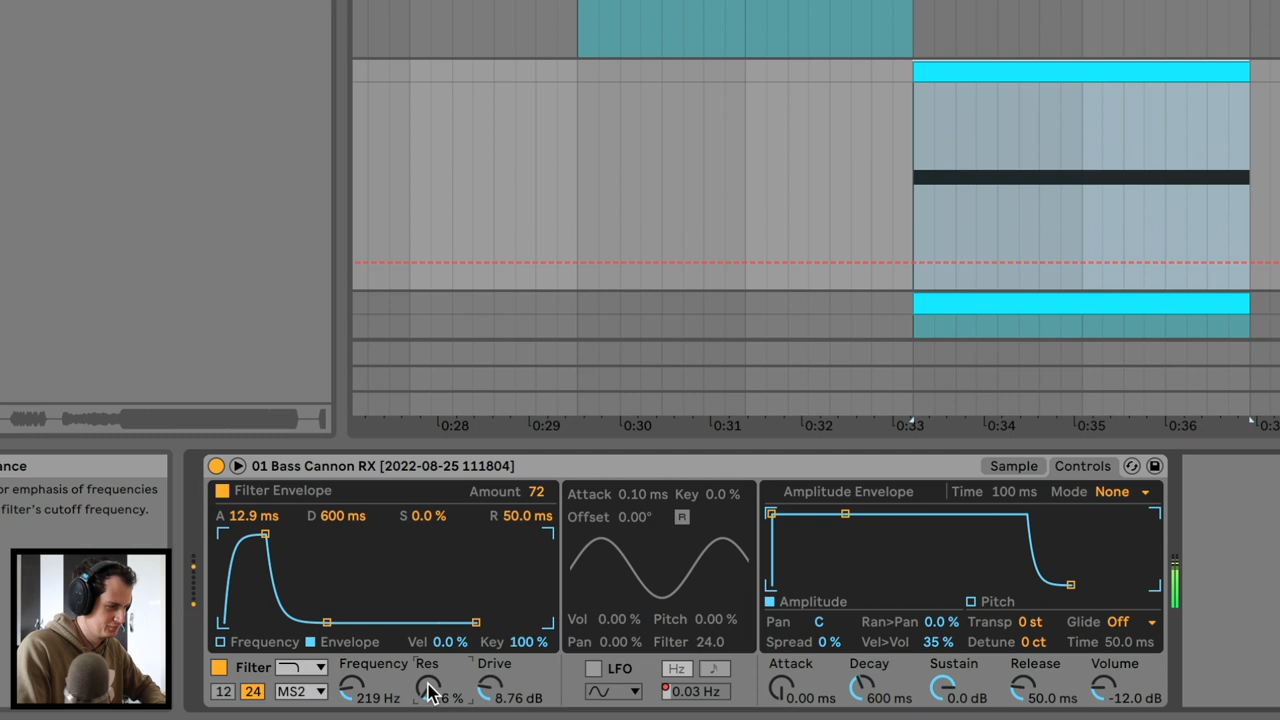 0:28 0:29 0:30 0:31 0:32 0:33 0:34 0:35 0:36
ance
or emphasis of frequencies
filter's cutoff frequency.
01 Bass Cannon RX [2022-08-25 111804] Sample Controls
Filter Envelope Amount 72
A 12.9 ms D 600 ms S 0.0 % R 50.0 ms
Frequency Envelope Vel 0.0 % Key 100 %
Filter Frequency Res Drive
12 24 MS2 219 Hz 6 % 8.76 dB
Attack 0.10 ms Key 0.0 %
Offset 0.00° R
Vol 0.00 % Pitch 0.00 %
Pan 0.00 % Filter 24.0
LFO Hz
0.03 Hz
Amplitude Envelope Time 100 ms Mode None
Amplitude Pitch
Pan C Ran>Pan 0.0 % Transp 0 st Glide Off
Spread 0 % Vel>Vol 35 % Detune 0 ct Time 50.0 ms
Attack Decay Sustain Release Volume
0.00 ms 600 ms 0.0 dB 50.0 ms -12.0 dB